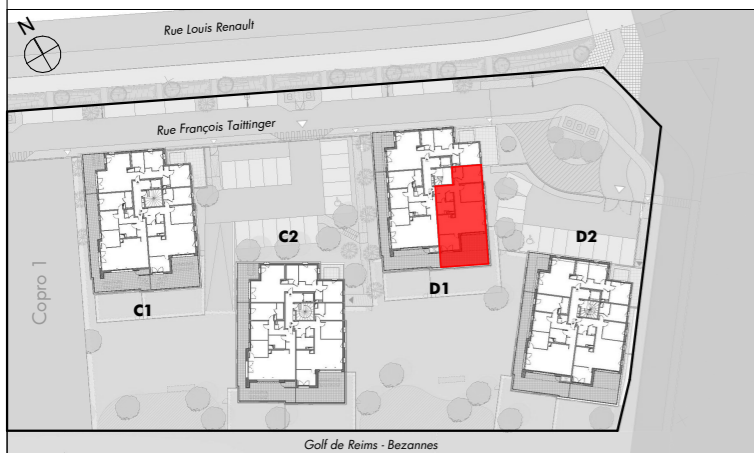 N
Rue Louis Renault
Rue François Taittinger
C2
D2
Copro 1
C1
D1
Golf de Reims - Bezannes